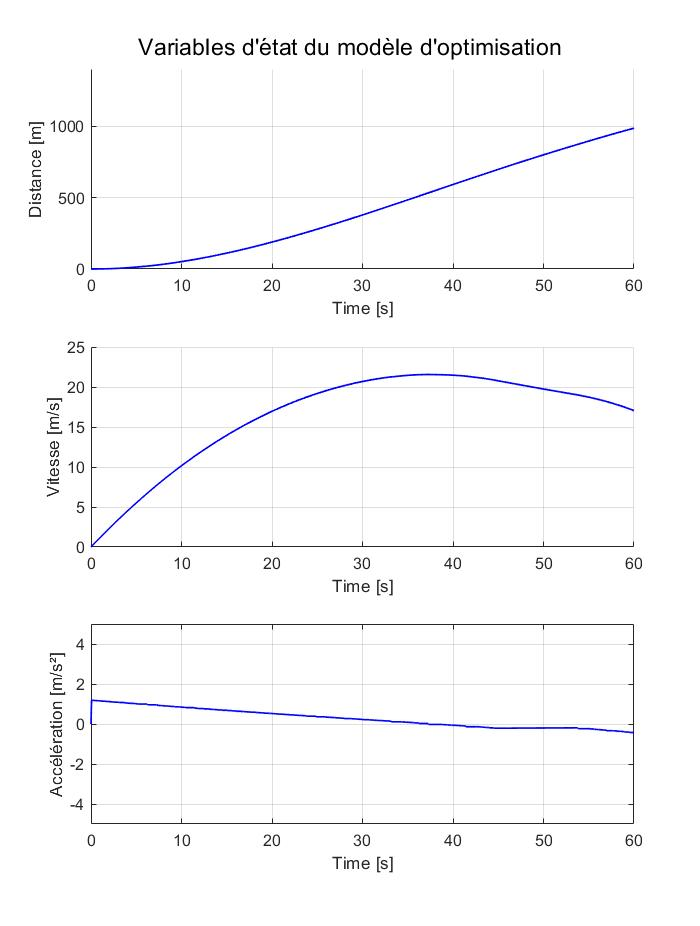 Variables d'état du modèle d'optimisation
Distance [m]
1000
500
0
0 10 20 30 40 50 60
Time [s]
Vitesse [m/s]
25
20
15
10
5
0
0 10 20 30 40 50 60
Time [s]
Accélération [m/s²]
4
2
0
-2
-4
0 10 20 30 40 50 60
Time [s]